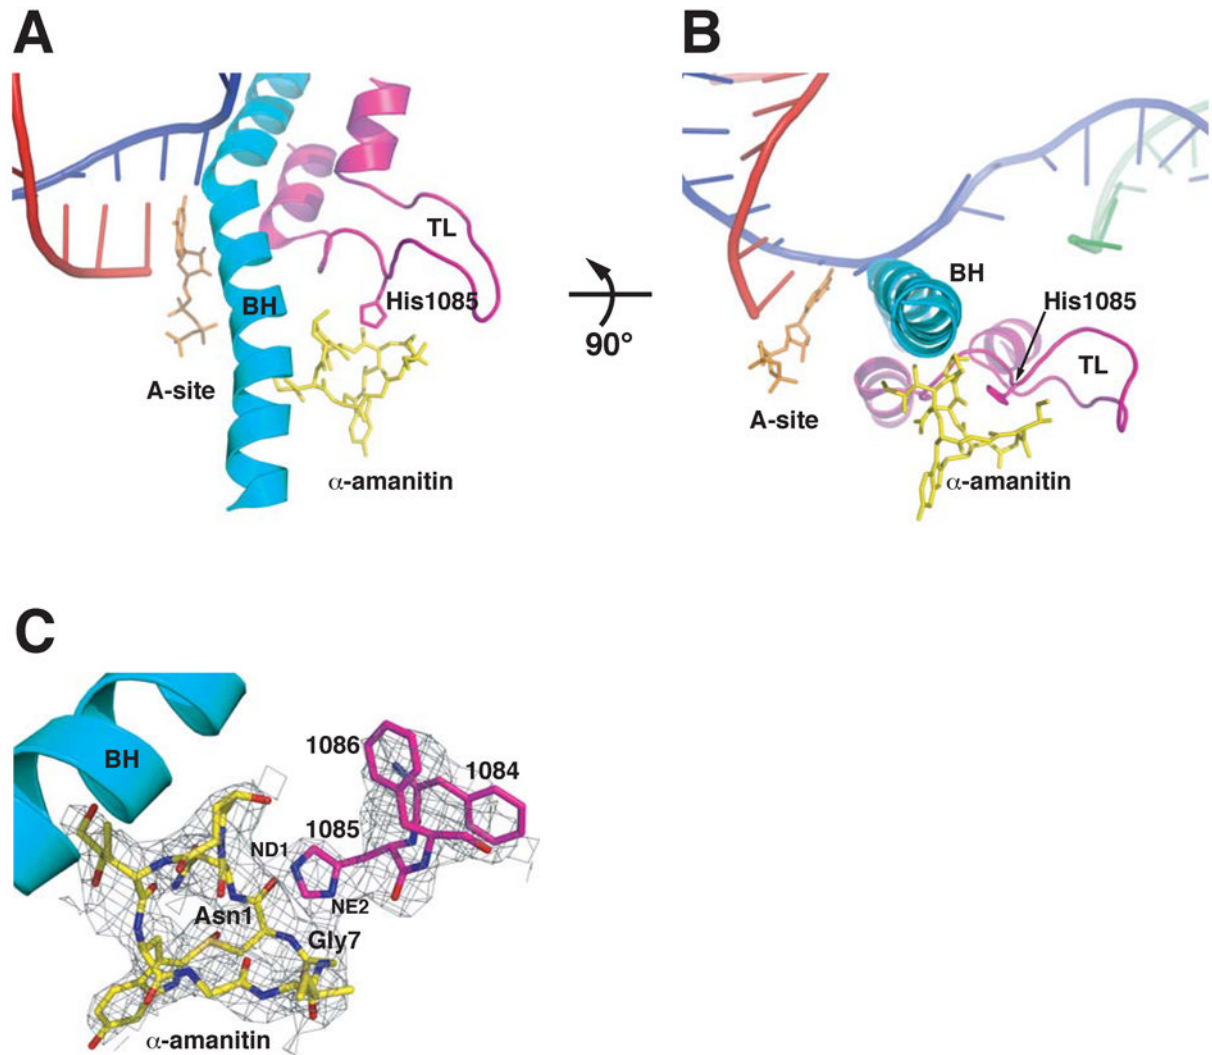 A
B
TL
BH
His1085
BH
His1085
A-site
TL
90°
A-site
α-amanitin
α-amanitin
C
BH
1086
1084
1085
ND1
NE2
Asn1
Gly7
α-amanitin